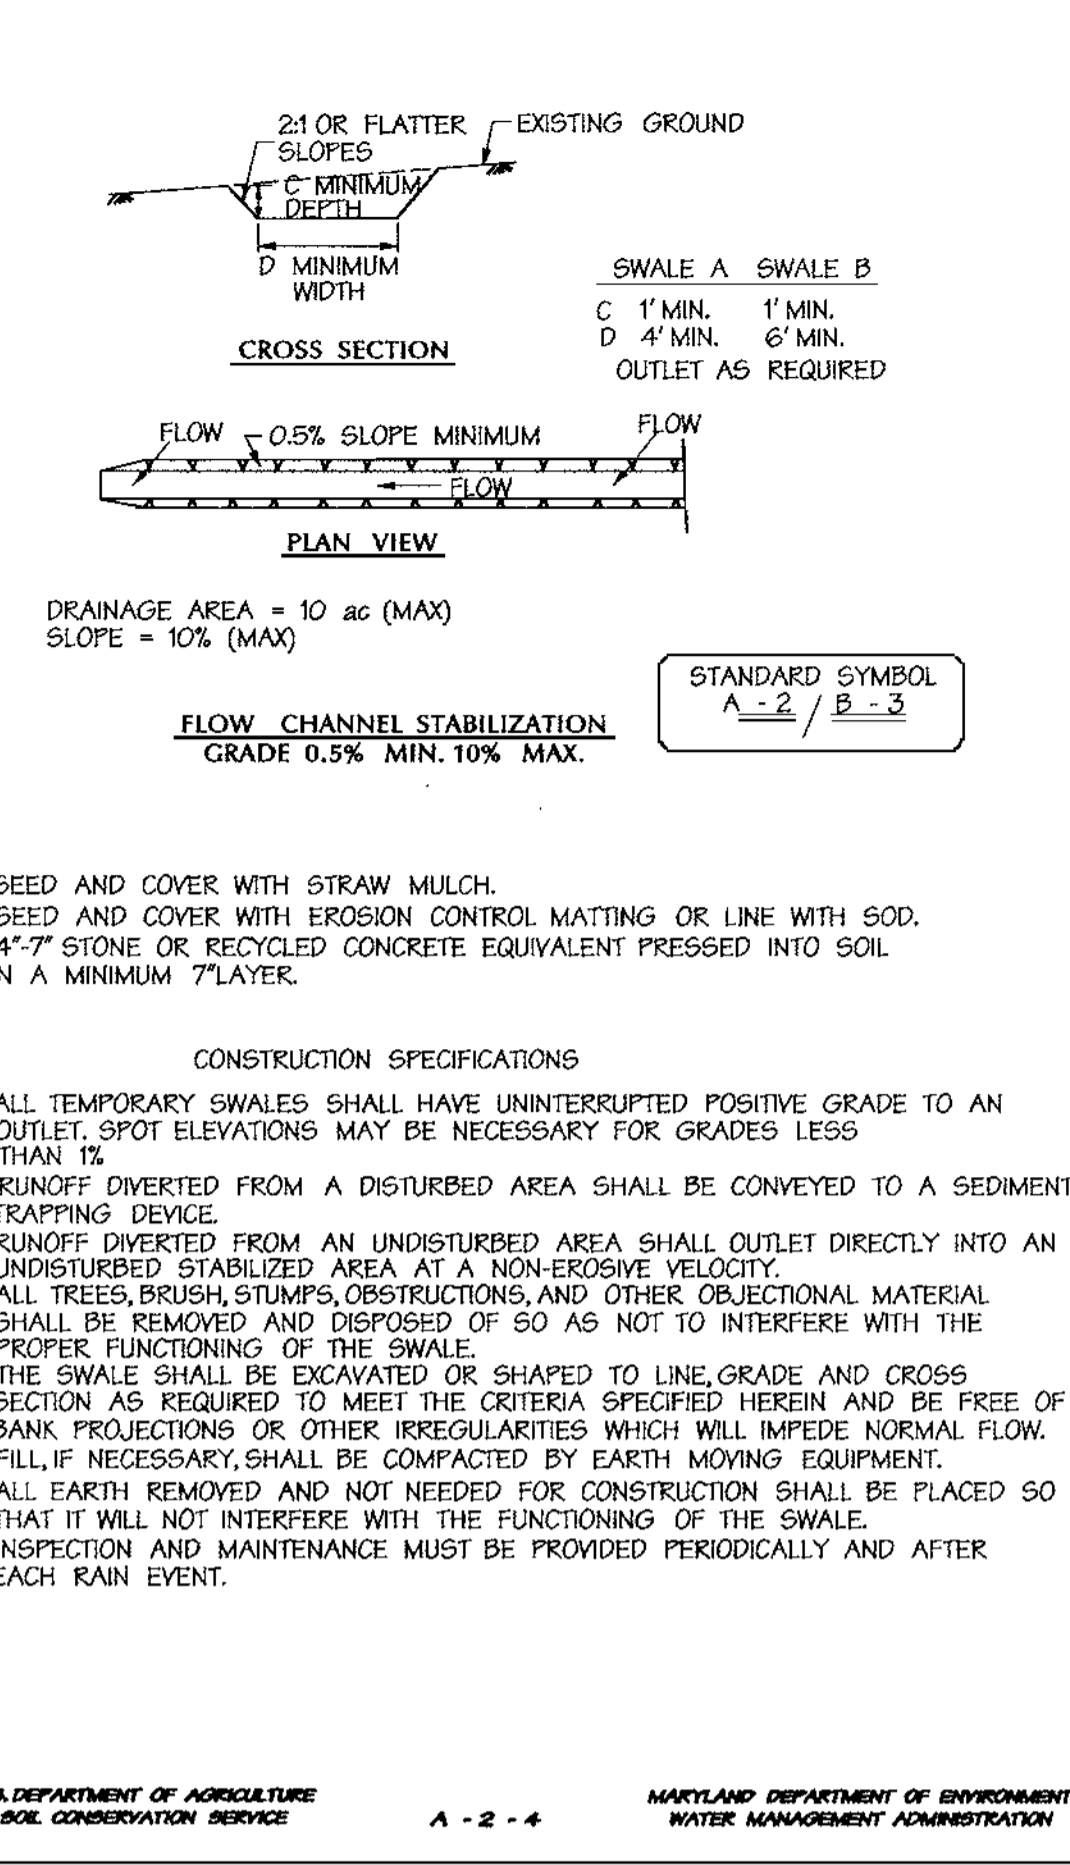 2:1 OR FLATTER
SLOPES
EXISTING GROUND
C MINIMUM
DEPTH
D MINIMUM
WIDTH
CROSS SECTION
SWALE A SWALE B
C 1' MIN. 1' MIN.
D 4' MIN. 6' MIN.
OUTLET AS REQUIRED
FLOW
0.5% SLOPE MINIMUM
FLOW
FLOW
PLAN VIEW
DRAINAGE AREA = 10 ac (MAX)
SLOPE = 10% (MAX)
STANDARD SYMBOL
A - 2 / B - 3
FLOW CHANNEL STABILIZATION
GRADE 0.5% MIN. 10% MAX.
SEED AND COVER WITH STRAW MULCH.
SEED AND COVER WITH EROSION CONTROL MATTING OR LINE WITH SOD.
4"-7" STONE OR RECYCLED CONCRETE EQUIVALENT PRESSED INTO SOIL
N A MINIMUM 7" LAYER.
CONSTRUCTION SPECIFICATIONS
ALL TEMPORARY SWALES SHALL HAVE UNINTERRUPTED POSITIVE GRADE TO AN
OUTLET. SPOT ELEVATIONS MAY BE NECESSARY FOR GRADES LESS
THAN 1%
RUNOFF DIVERTED FROM A DISTURBED AREA SHALL BE CONVEYED TO A SEDIMENT
TRAPPING DEVICE.
RUNOFF DIVERTED FROM AN UNDISTURBED AREA SHALL OUTLET DIRECTLY INTO AN
UNDISTURBED STABILIZED AREA AT A NON-EROSIVE VELOCITY.
ALL TREES, BRUSH, STUMPS, OBSTRUCTIONS, AND OTHER OBJECTIONAL MATERIAL
SHALL BE REMOVED AND DISPOSED OF SO AS NOT TO INTERFERE WITH THE
PROPER FUNCTIONING OF THE SWALE.
THE SWALE SHALL BE EXCAVATED OR SHAPED TO LINE, GRADE AND CROSS
SECTION AS REQUIRED TO MEET THE CRITERIA SPECIFIED HEREIN AND BE FREE OF
BANK PROJECTIONS OR OTHER IRREGULARITIES WHICH WILL IMPEDE NORMAL FLOW.
FILL, IF NECESSARY, SHALL BE COMPACTED BY EARTH MOVING EQUIPMENT.
ALL EARTH REMOVED AND NOT NEEDED FOR CONSTRUCTION SHALL BE PLACED SO
THAT IT WILL NOT INTERFERE WITH THE FUNCTIONING OF THE SWALE.
INSPECTION AND MAINTENANCE MUST BE PROVIDED PERIODICALLY AND AFTER
EACH RAIN EVENT.
S. DEPARTMENT OF AGRICULTURE
SOIL CONSERVATION SERVICE
A - 2 - 4
MARYLAND DEPARTMENT OF ENVIRONMENT
WATER MANAGEMENT ADMINISTRATION